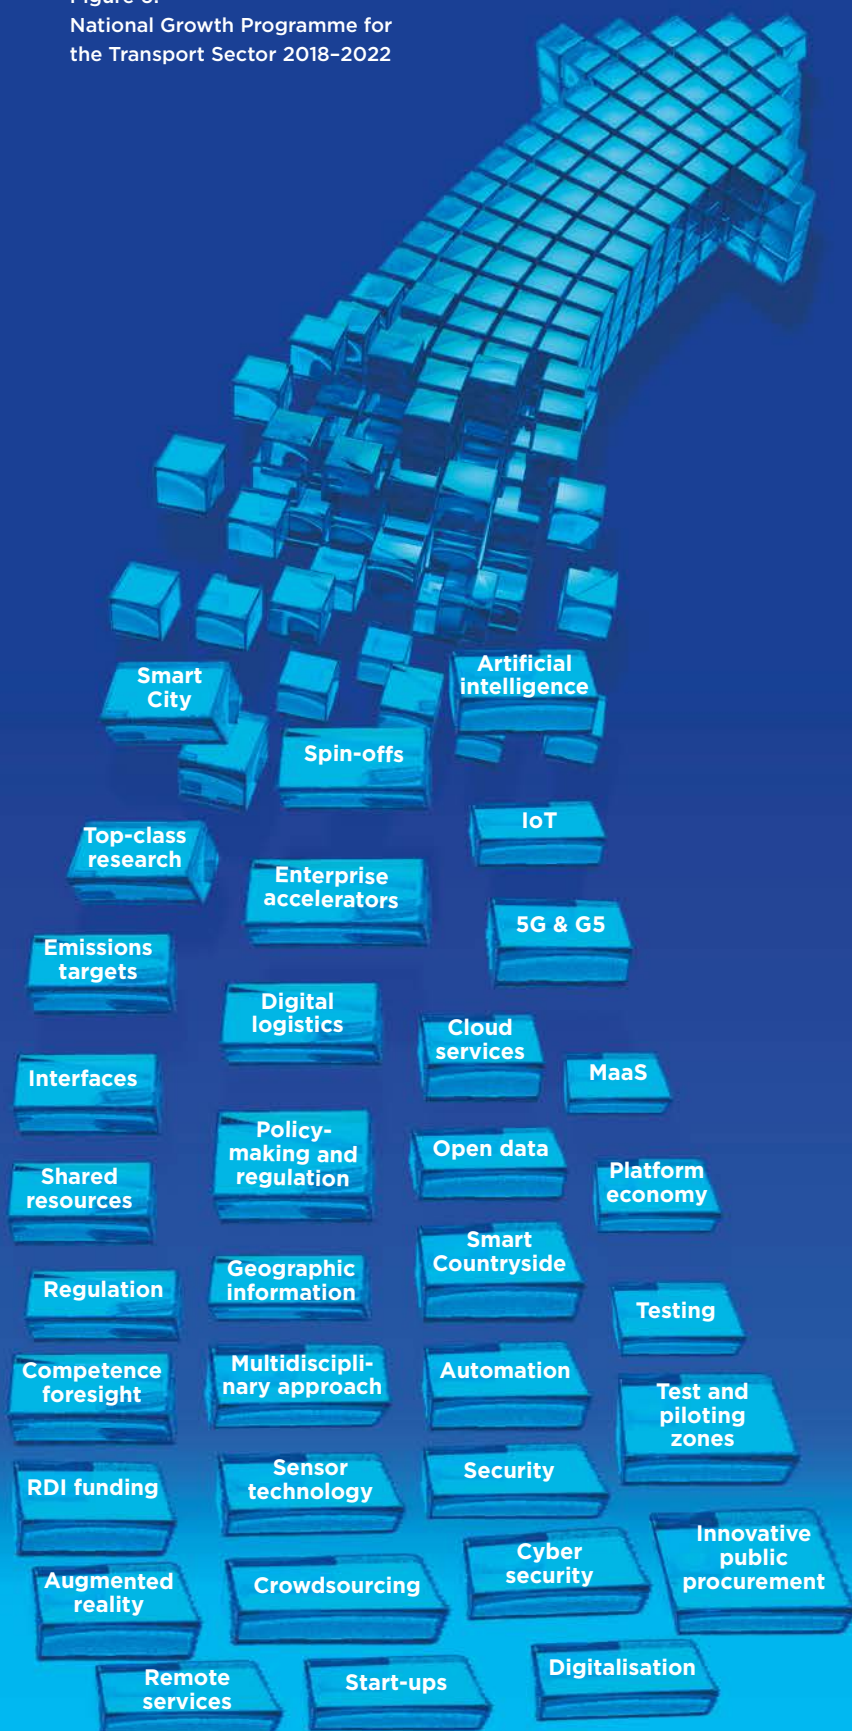 National Growth Programme for
the Transport Sector 2018–2022
Smart
City
Artificial
intelligence
Spin-offs
Top-class
research
IoT
Enterprise
accelerators
5G & G5
Emissions
targets
Digital
logistics
Cloud
services
Interfaces
MaaS
Policy-
making and
regulation
Open data
Shared
resources
Platform
economy
Smart
Countryside
Regulation
Geographic
information
Testing
Competence
foresight
Multidiscipli-
nary approach
Automation
Test and
piloting
zones
RDI funding
Sensor
technology
Security
Innovative
public
procurement
Augmented
reality
Crowdsourcing
Cyber
security
Remote
services
Start-ups
Digitalisation